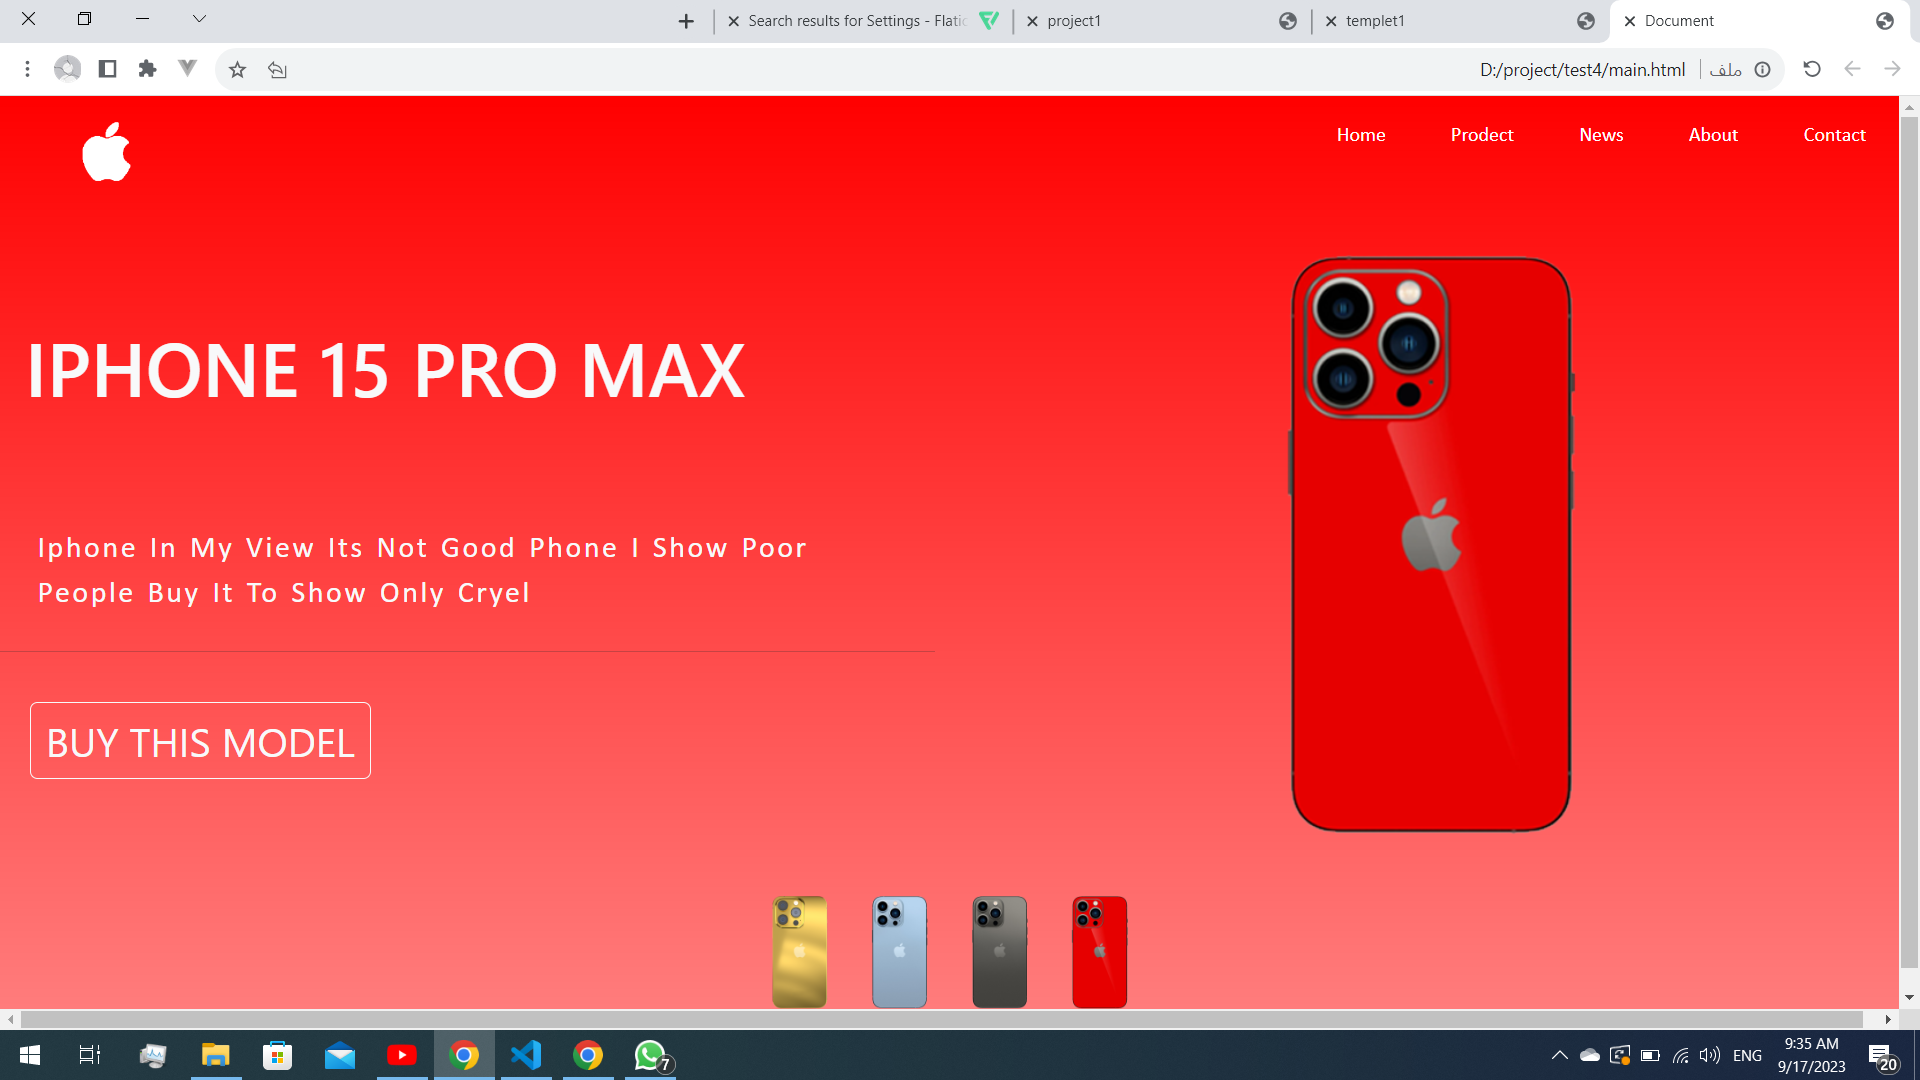 Search results for Settings - Flatic
project1
templet1
Document
D:/project/test4/main.html
ملف
Home
Prodect
News
About
Contact
IPHONE 15 PRO MAX
Iphone In My View Its Not Good Phone I Show Poor
People Buy It To Show Only Cryel
BUY THIS MODEL
7
ENG
9:35 AM
9/17/2023
20